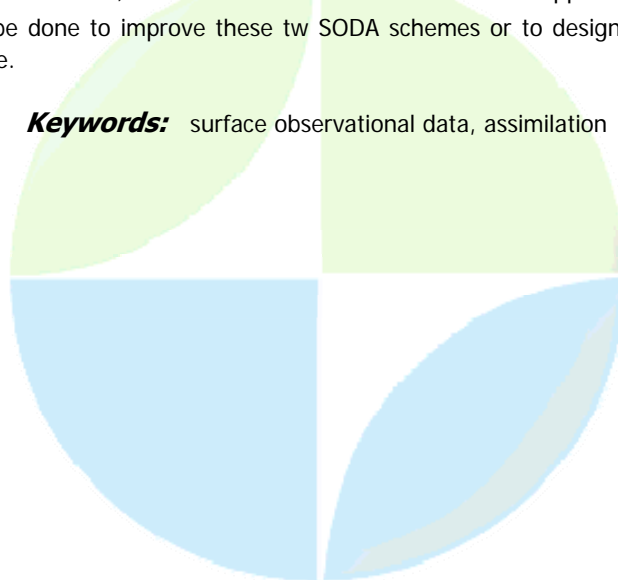 be done to improve these tw SODA schemes or to design
e.
Keywords: surface observational data, assimilation